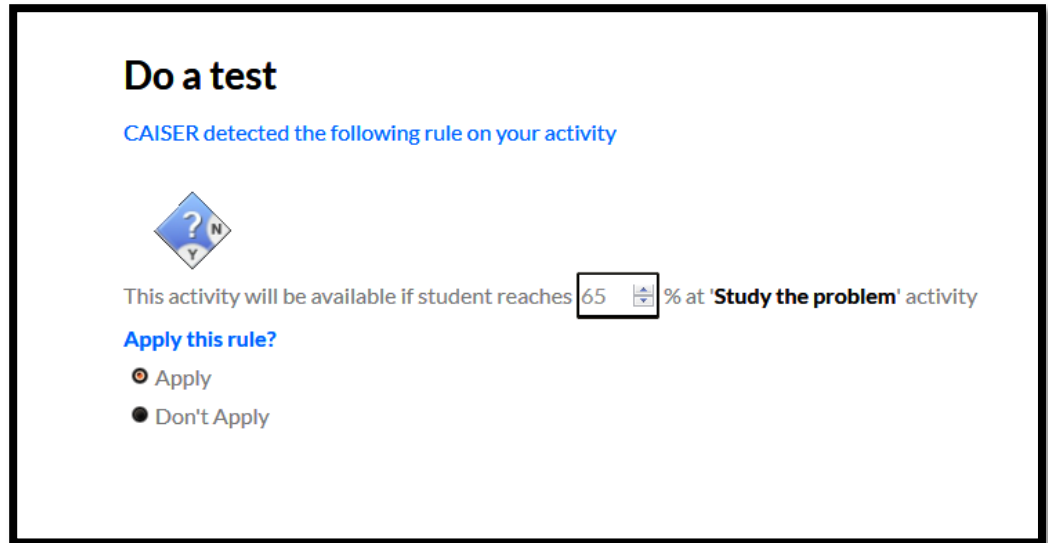 Do a test
CAISER detected the following rule on your activity
? N
Y
This activity will be available if student reaches 65 % at 'Study the problem' activity
Apply this rule?
Apply
Don't Apply